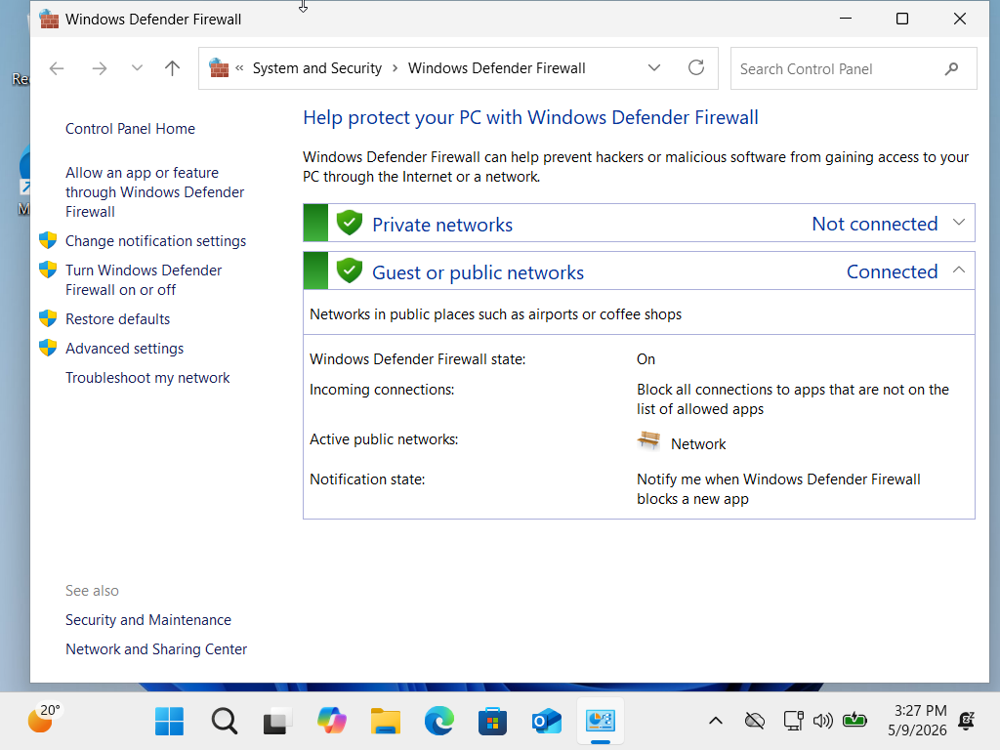 Windows Defender Firewall
« System and Security › Windows Defender Firewall
Search Control Panel
Control Panel Home
Allow an app or feature
through Windows Defender
Firewall
Change notification settings
Turn Windows Defender
Firewall on or off
Restore defaults
Advanced settings
Troubleshoot my network
See also
Security and Maintenance
Network and Sharing Center
Help protect your PC with Windows Defender Firewall
Windows Defender Firewall can help prevent hackers or malicious software from gaining access to your
PC through the Internet or a network.
Private networks Not connected
Guest or public networks Connected
Networks in public places such as airports or coffee shops
Windows Defender Firewall state: On
Incoming connections: Block all connections to apps that are not on the
list of allowed apps
Active public networks: Network
Notification state: Notify me when Windows Defender Firewall
blocks a new app
20°
3:27 PM
5/9/2026